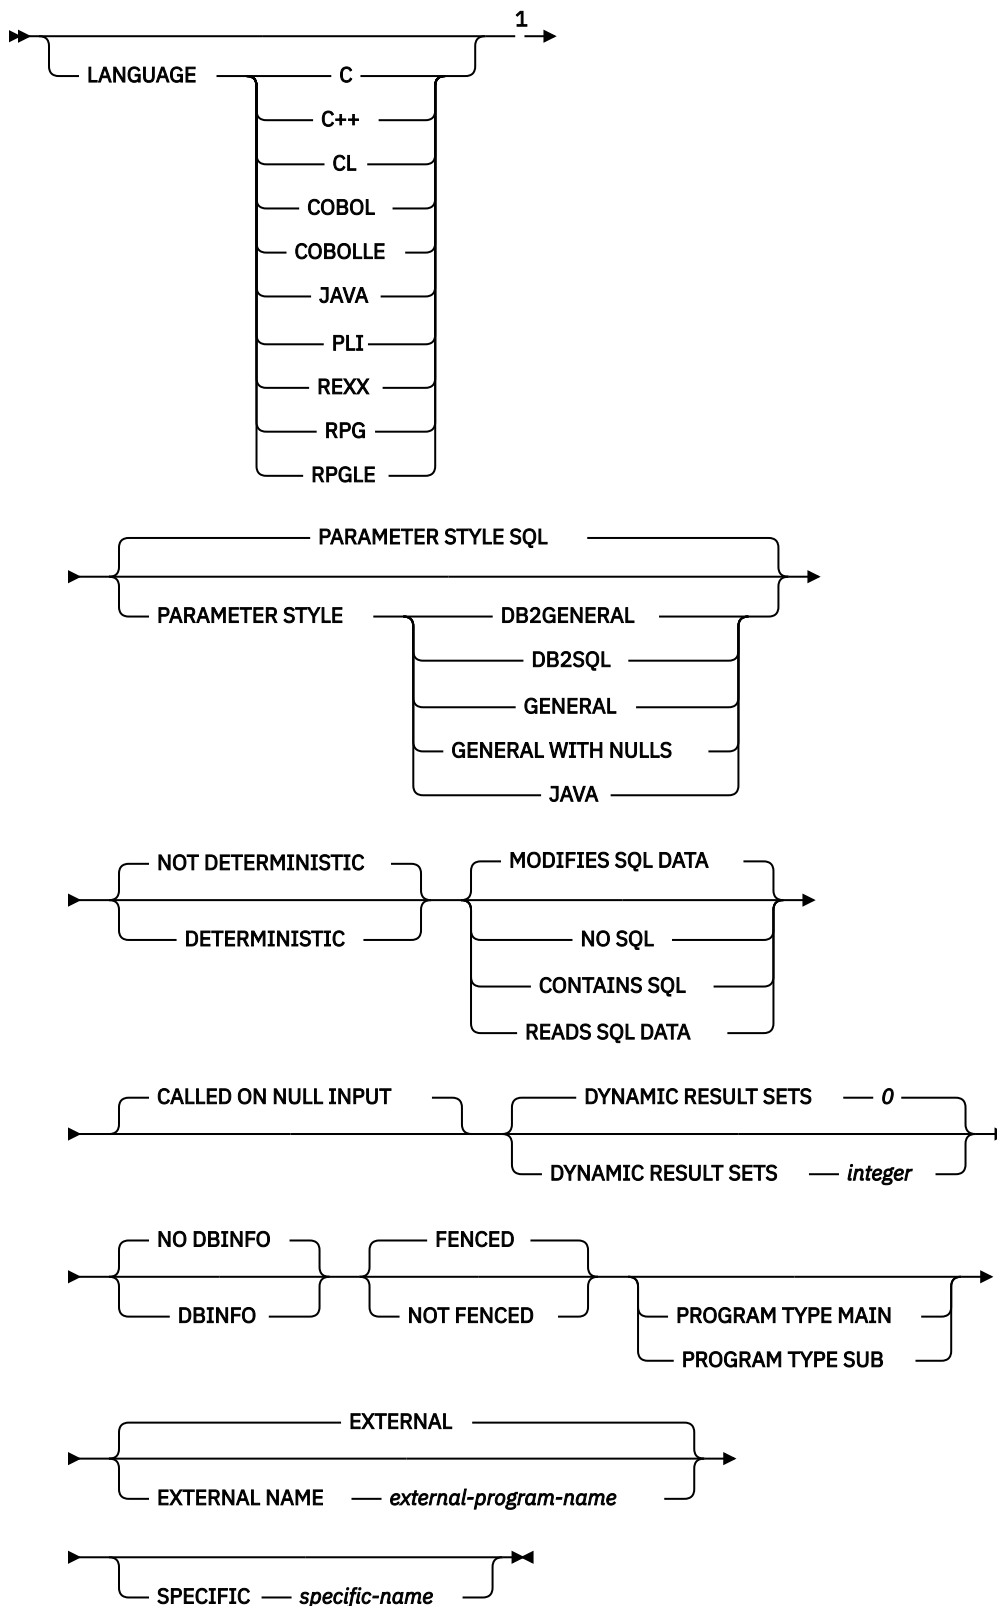 1
LANGUAGE C
C++
CL
COBOL
COBOLLE
JAVA
PLI
REXX
RPG
RPGLE
PARAMETER STYLE SQL
PARAMETER STYLE DB2GENERAL
DB2SQL
GENERAL
GENERAL WITH NULLS
JAVA
NOT DETERMINISTIC MODIFIES SQL DATA
DETERMINISTIC NO SQL
CONTAINS SQL
READS SQL DATA
CALLED ON NULL INPUT DYNAMIC RESULT SETS 0
DYNAMIC RESULT SETS integer
NO DBINFO FENCED
DBINFO NOT FENCED PROGRAM TYPE MAIN
PROGRAM TYPE SUB
EXTERNAL
EXTERNAL NAME external-program-name
SPECIFIC specific-name